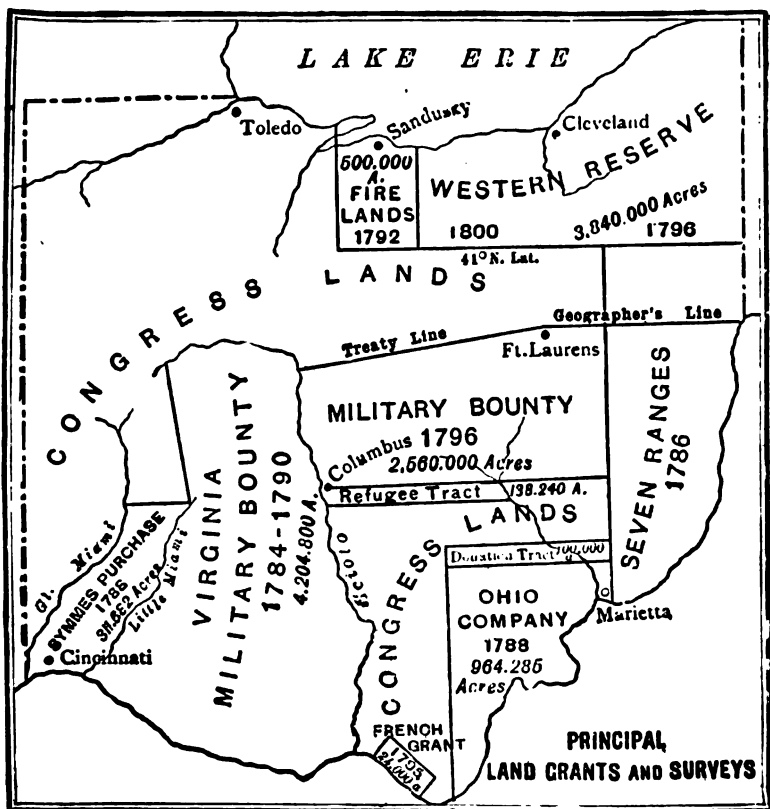 LAKE ERIE
Toledo
Sandusky
Cleveland
500.000
A.
FIRE
LANDS
1792
WESTERN RESERVE
1800
3.840.000 Acres
1796
41° N. Lat.
CONGRESS LANDS
Treaty Line
Geographer's Line
Ft. Laurens
MILITARY BOUNTY
Columbus 1796
2,560.000 Acres
Refugee Tract 138.240 A.
SEVEN RANGES
1786
VIRGINIA
MILITARY BOUNTY
1784-1790
4.204.800 A.
Scioto
CONGRESS LANDS
Donation Tract 100,000
OHIO
COMPANY
1788
964.285
Acres
Marietta
Gt. Miami
SYMMES PURCHASE
1786
Acres
Little Miami
Cincinnati
FRENCH
GRANT
1795
24,000 a
PRINCIPAL
LAND GRANTS AND SURVEYS